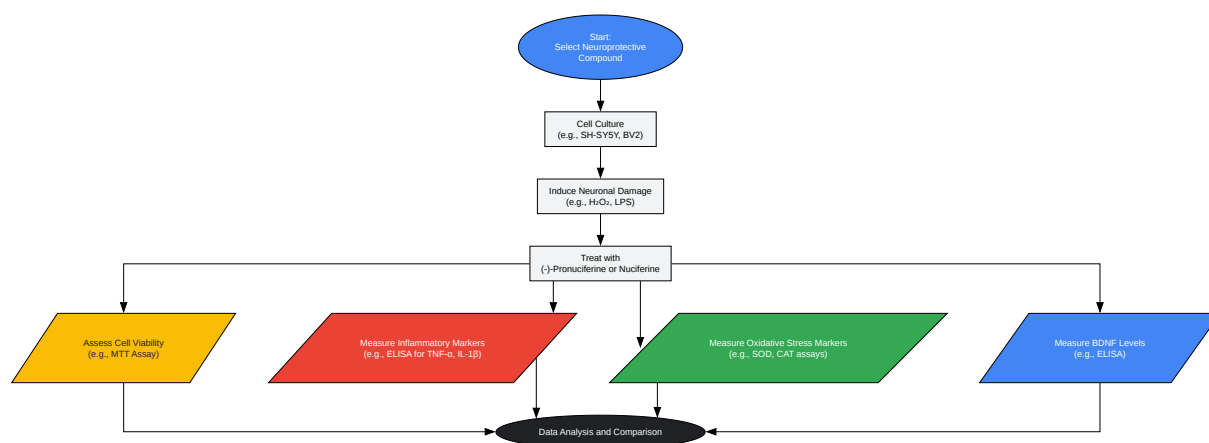 Start:
Select Neuroprotective
Compound
Cell Culture
(e.g., SH-SY5Y, BV2)
Induce Neuronal Damage
(e.g., H₂O₂, LPS)
Treat with
(-)-Pronuciferine or Nuciferine
Assess Cell Viability
(e.g., MTT Assay)
Measure Inflammatory Markers
(e.g., ELISA for TNF-α, IL-1β)
Measure Oxidative Stress Markers
(e.g., SOD, CAT assays)
Measure BDNF Levels
(e.g., ELISA)
Data Analysis and Comparison